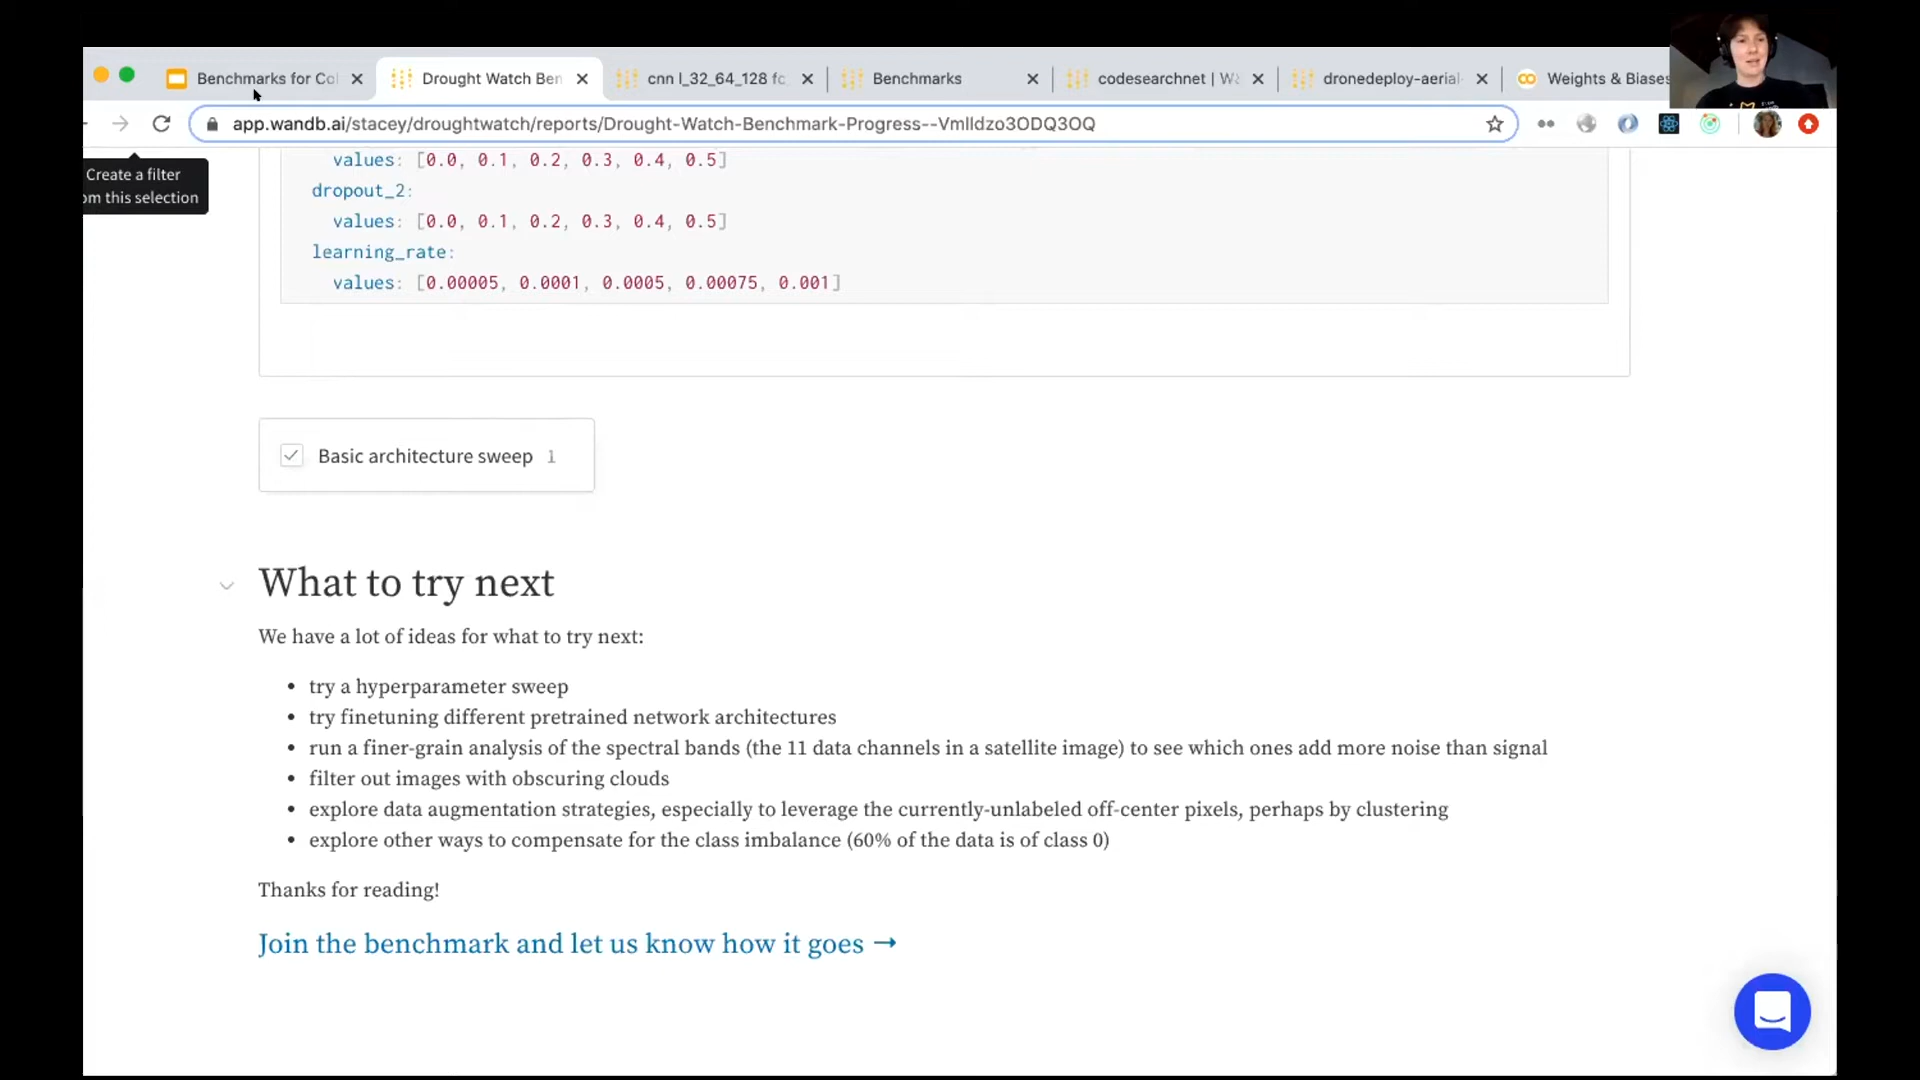 Benchmarks for Col
Drought Watch Ben
cnn l_32_64_128 fc
Benchmarks
codesearchnet | Wa
dronedeploy-aerial-
Weights & Biases
app.wandb.ai/stacey/droughtwatch/reports/Drought-Watch-Benchmark-Progress--Vmlldzo3ODQ3OQ
Create a filter
om this selection
values: [0.0, 0.1, 0.2, 0.3, 0.4, 0.5]
dropout_2:
values: [0.0, 0.1, 0.2, 0.3, 0.4, 0.5]
learning_rate:
values: [0.00005, 0.0001, 0.0005, 0.00075, 0.001]
Basic architecture sweep 1
What to try next
We have a lot of ideas for what to try next:
• try a hyperparameter sweep
• try finetuning different pretrained network architectures
• run a finer-grain analysis of the spectral bands (the 11 data channels in a satellite image) to see which ones add more noise than signal
• filter out images with obscuring clouds
• explore data augmentation strategies, especially to leverage the currently-unlabeled off-center pixels, perhaps by clustering
• explore other ways to compensate for the class imbalance (60% of the data is of class 0)
Thanks for reading!
Join the benchmark and let us know how it goes →